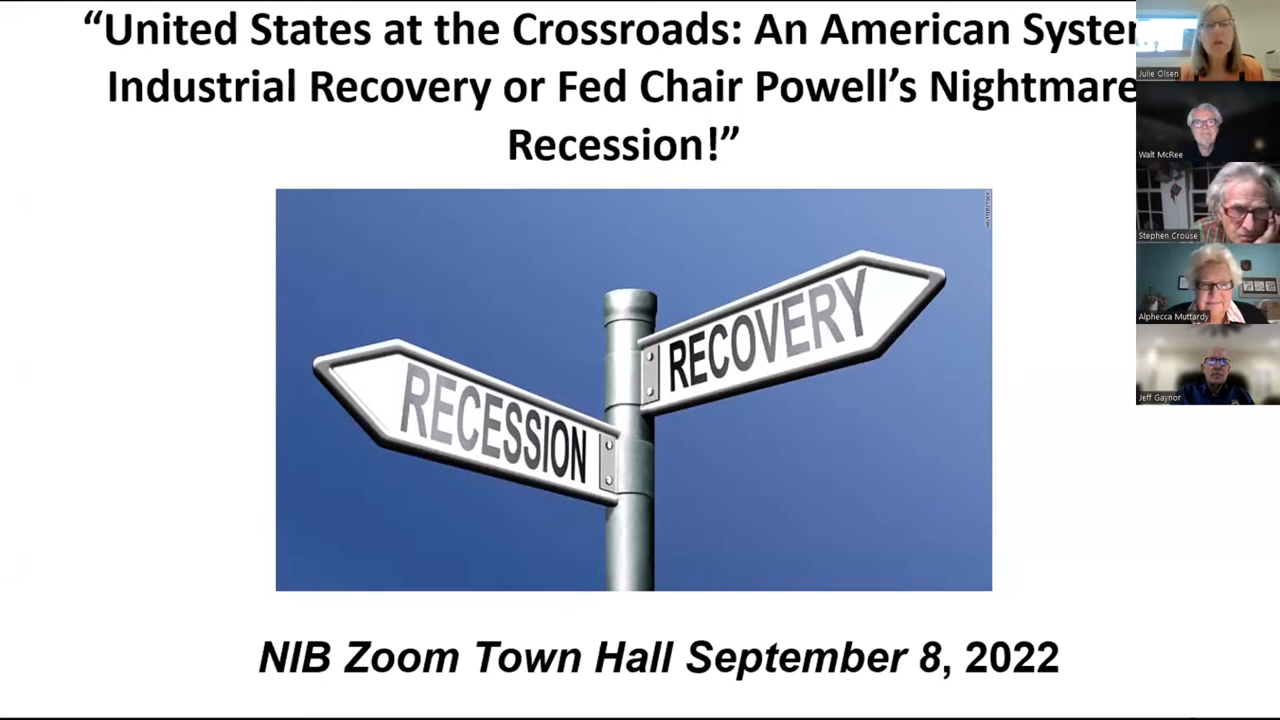 “United States at the Crossroads: An American System
Industrial Recovery or Fed Chair Powell’s Nightmare
Recession!”
RECESSION
RECOVERY
NIB Zoom Town Hall September 8, 2022
Julie Olsen
Walt McRee
Stephen Crouse
Alphecca Muttardy
Jeff Gaynor